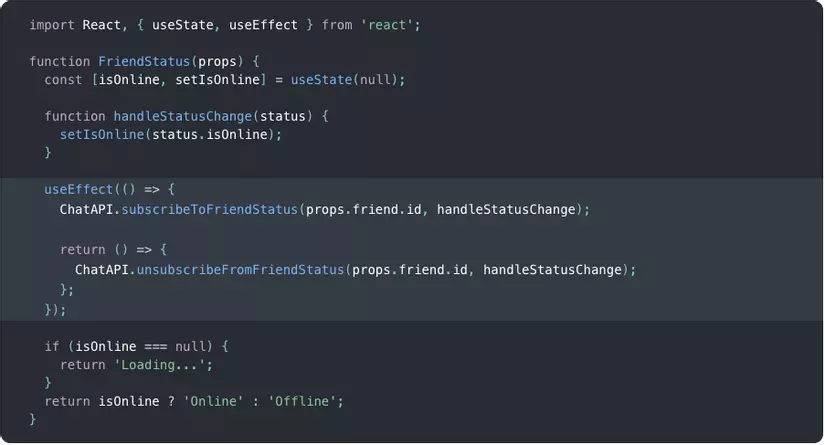 import React, { useState, useEffect } from 'react';
function FriendStatus(props) {
const [isOnline, setIsOnline] = useState(null);
function handleStatusChange(status) {
setIsOnline(status.isOnline);
}
useEffect(() => {
ChatAPI.subscribeToFriendStatus(props.friend.id, handleStatusChange);
return () => {
ChatAPI.unsubscribeFromFriendStatus(props.friend.id, handleStatusChange);
};
});
if (isOnline === null) {
return 'Loading...';
}
return isOnline ? 'Online' : 'Offline';
}